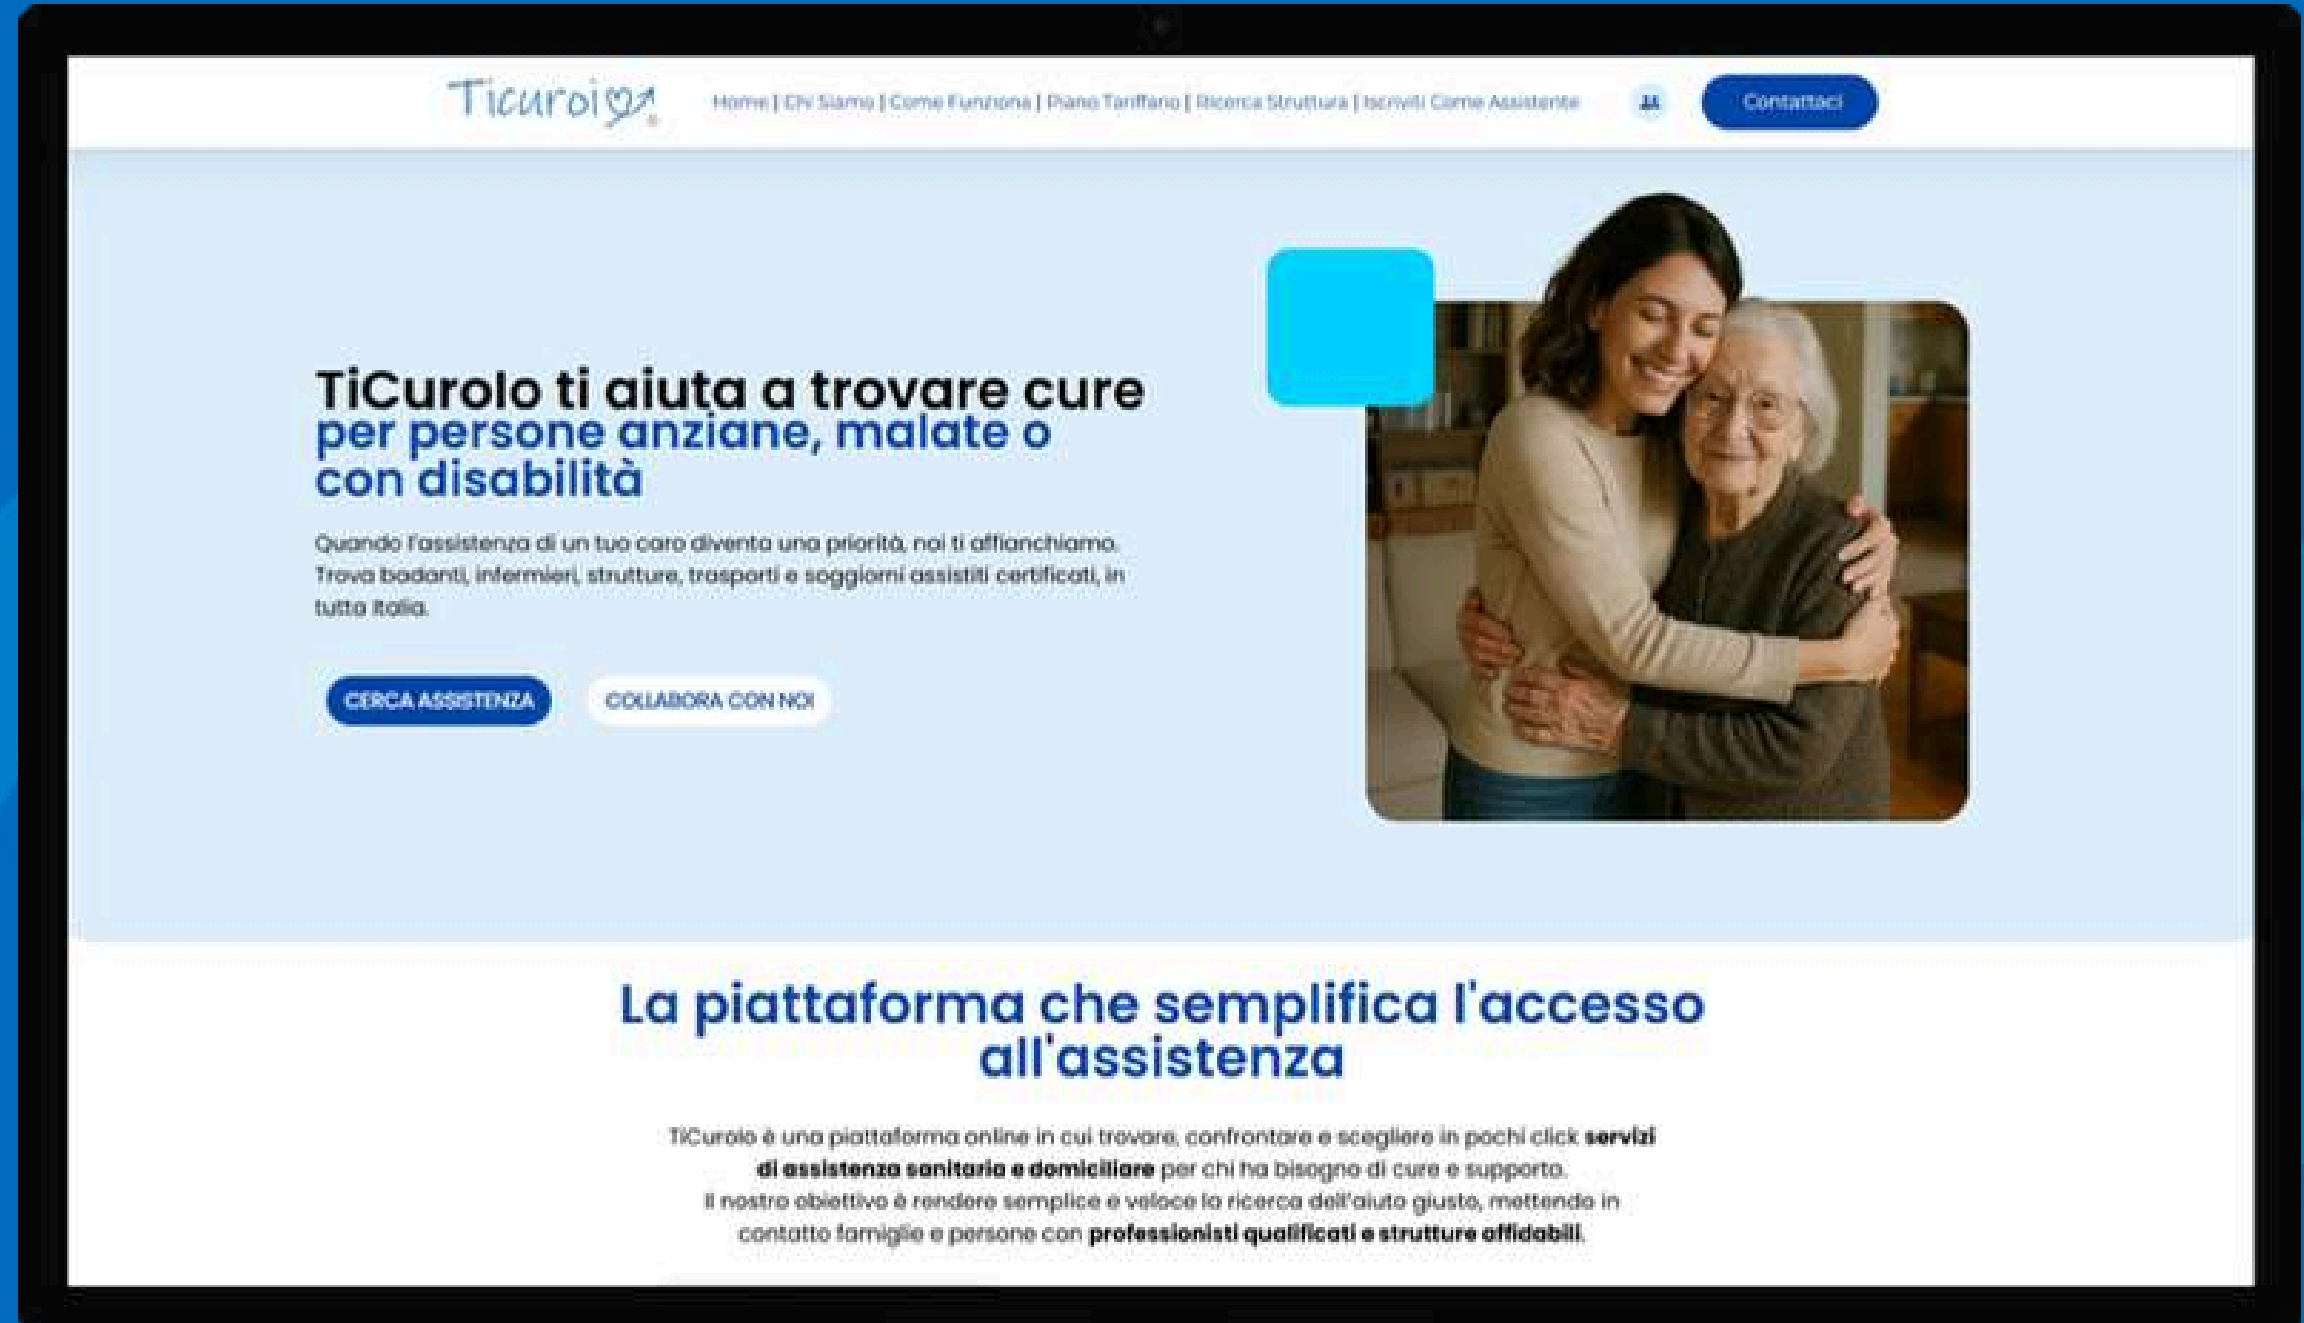 Ticuroi
Home | Chi Siamo | Come Funziona | Piano Tariffario | Ricerca Struttura | Iscriviti Come Assistente
Contattaci
TiCuroIo ti aiuta a trovare cure
per persone anziane, malate o
con disabilità
Quando l'assistenza di un tuo caro diventa una priorità, noi ti affianchiamo.
Trova badanti, infermieri, strutture, trasporti e soggiorni assistiti certificati, in
tutta Italia.
CERCA ASSISTENZA
COLLABORA CON NOI
La piattaforma che semplifica l'accesso
all'assistenza
TiCuroIo è una piattaforma online in cui trovare, confrontare e scegliere in pochi click servizi
di assistenza sanitaria e domiciliare per chi ha bisogno di cure e supporto.
Il nostro obiettivo è rendere semplice e veloce la ricerca dell'aiuto giusto, mettendo in
contatto famiglie e persone con professionisti qualificati e strutture affidabili.